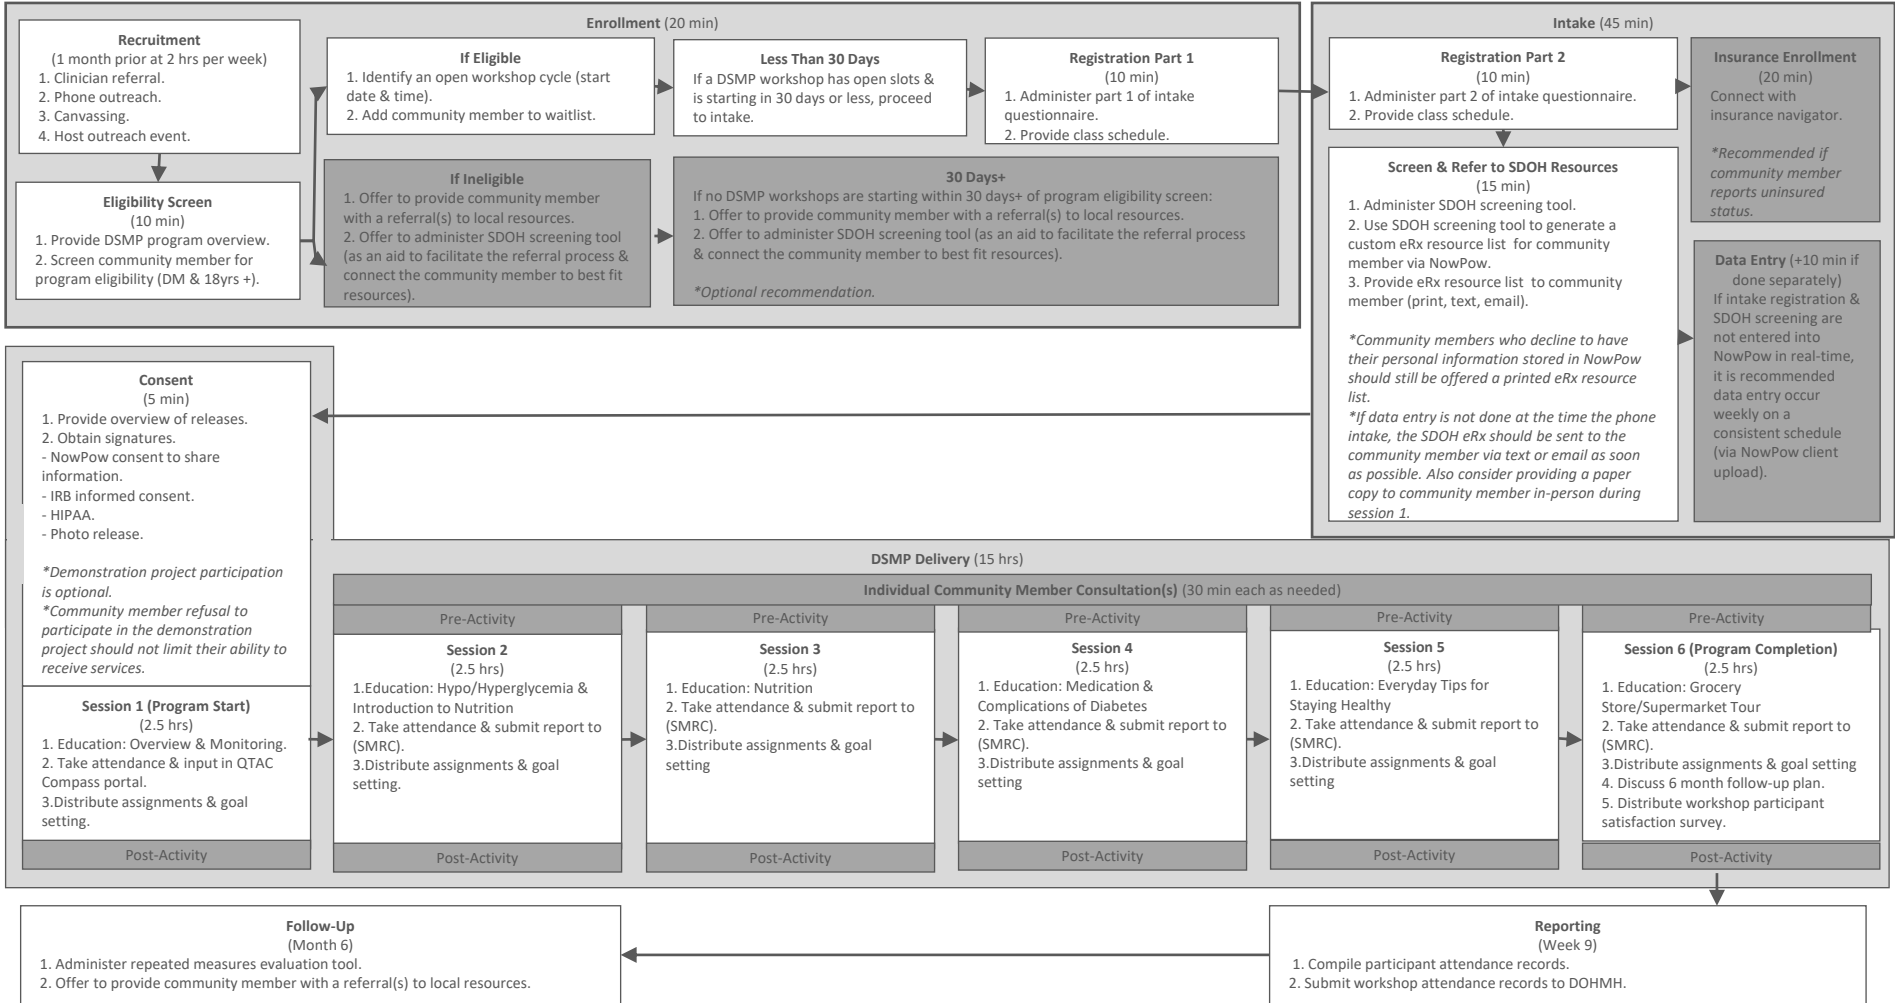 Enrollment (20 min)
Recruitment
(1 month prior at 2 hrs per week)
1. Clinician referral.
2. Phone outreach.
3. Canvassing.
4. Host outreach event.
Eligibility Screen
(10 min)
1. Provide DSMP program overview.
2. Screen community member for
program eligibility (DM & 18yrs +).
If Eligible
1. Identify an open workshop cycle (start
date & time).
2. Add community member to waitlist.
Less Than 30 Days
If a DSMP workshop has open slots &
is starting in 30 days or less, proceed
to intake.
Registration Part 1
(10 min)
1. Administer part 1 of intake
questionnaire.
2. Provide class schedule.
If Ineligible
1. Offer to provide community member
with a referral(s) to local resources.
2. Offer to administer SDOH screening tool
(as an aid to facilitate the referral process &
connect the community member to best fit
resources).
30 Days+
If no DSMP workshops are starting within 30 days+ of program eligibility screen:
1. Offer to provide community member with a referral(s) to local resources.
2. Offer to administer SDOH screening tool (as an aid to facilitate the referral process
& connect the community member to best fit resources).
*Optional recommendation.
Intake (45 min)
Registration Part 2
(10 min)
1. Administer part 2 of intake questionnaire.
2. Provide class schedule.
Insurance Enrollment
(20 min)
Connect with
insurance navigator.
*Recommended if
community member
reports uninsured
status.
Screen & Refer to SDOH Resources
(15 min)
1. Administer SDOH screening tool.
2. Use SDOH screening tool to generate a
custom eRx resource list for community
member via NowPow.
3. Provide eRx resource list to community
member (print, text, email).
*Community members who decline to have
their personal information stored in NowPow
should still be offered a printed eRx resource
list.
*If data entry is not done at the time the phone
intake, the SDOH eRx should be sent to the
community member via text or email as soon
as possible. Also consider providing a paper
copy to community member in-person during
session 1.
Data Entry (+10 min if
done separately)
If intake registration &
SDOH screening are
not entered into
NowPow in real-time,
it is recommended
data entry occur
weekly on a
consistent schedule
(via NowPow client
upload).
Consent
(5 min)
1. Provide overview of releases.
2. Obtain signatures.
- NowPow consent to share
information.
- IRB informed consent.
- HIPAA.
- Photo release.
*Demonstration project participation
is optional.
*Community member refusal to
participate in the demonstration
project should not limit their ability to
receive services.
DSMP Delivery (15 hrs)
Individual Community Member Consultation(s) (30 min each as needed)
Session 1 (Program Start)
(2.5 hrs)
1. Education: Overview & Monitoring.
2. Take attendance & input in QTAC
Compass portal.
3.Distribute assignments & goal
setting.
Post-Activity
Pre-Activity
Session 2
(2.5 hrs)
1.Education: Hypo/Hyperglycemia &
Introduction to Nutrition
2. Take attendance & submit report to
(SMRC).
3.Distribute assignments & goal
setting.
Post-Activity
Pre-Activity
Session 3
(2.5 hrs)
1. Education: Nutrition
2. Take attendance & submit report to
(SMRC).
3.Distribute assignments & goal
setting
Post-Activity
Pre-Activity
Session 4
(2.5 hrs)
1. Education: Medication &
Complications of Diabetes
2. Take attendance & submit report to
(SMRC).
3.Distribute assignments & goal
setting
Post-Activity
Pre-Activity
Session 5
(2.5 hrs)
1. Education: Everyday Tips for
Staying Healthy
2. Take attendance & submit report to
(SMRC).
3.Distribute assignments & goal
setting
Post-Activity
Pre-Activity
Session 6 (Program Completion)
(2.5 hrs)
1. Education: Grocery
Store/Supermarket Tour
2. Take attendance & submit report to
(SMRC).
3.Distribute assignments & goal setting
4. Discuss 6 month follow-up plan.
5. Distribute workshop participant
satisfaction survey.
Post-Activity
Reporting
(Week 9)
1. Compile participant attendance records.
2. Submit workshop attendance records to DOHMH.
Follow-Up
(Month 6)
1. Administer repeated measures evaluation tool.
2. Offer to provide community member with a referral(s) to local resources.